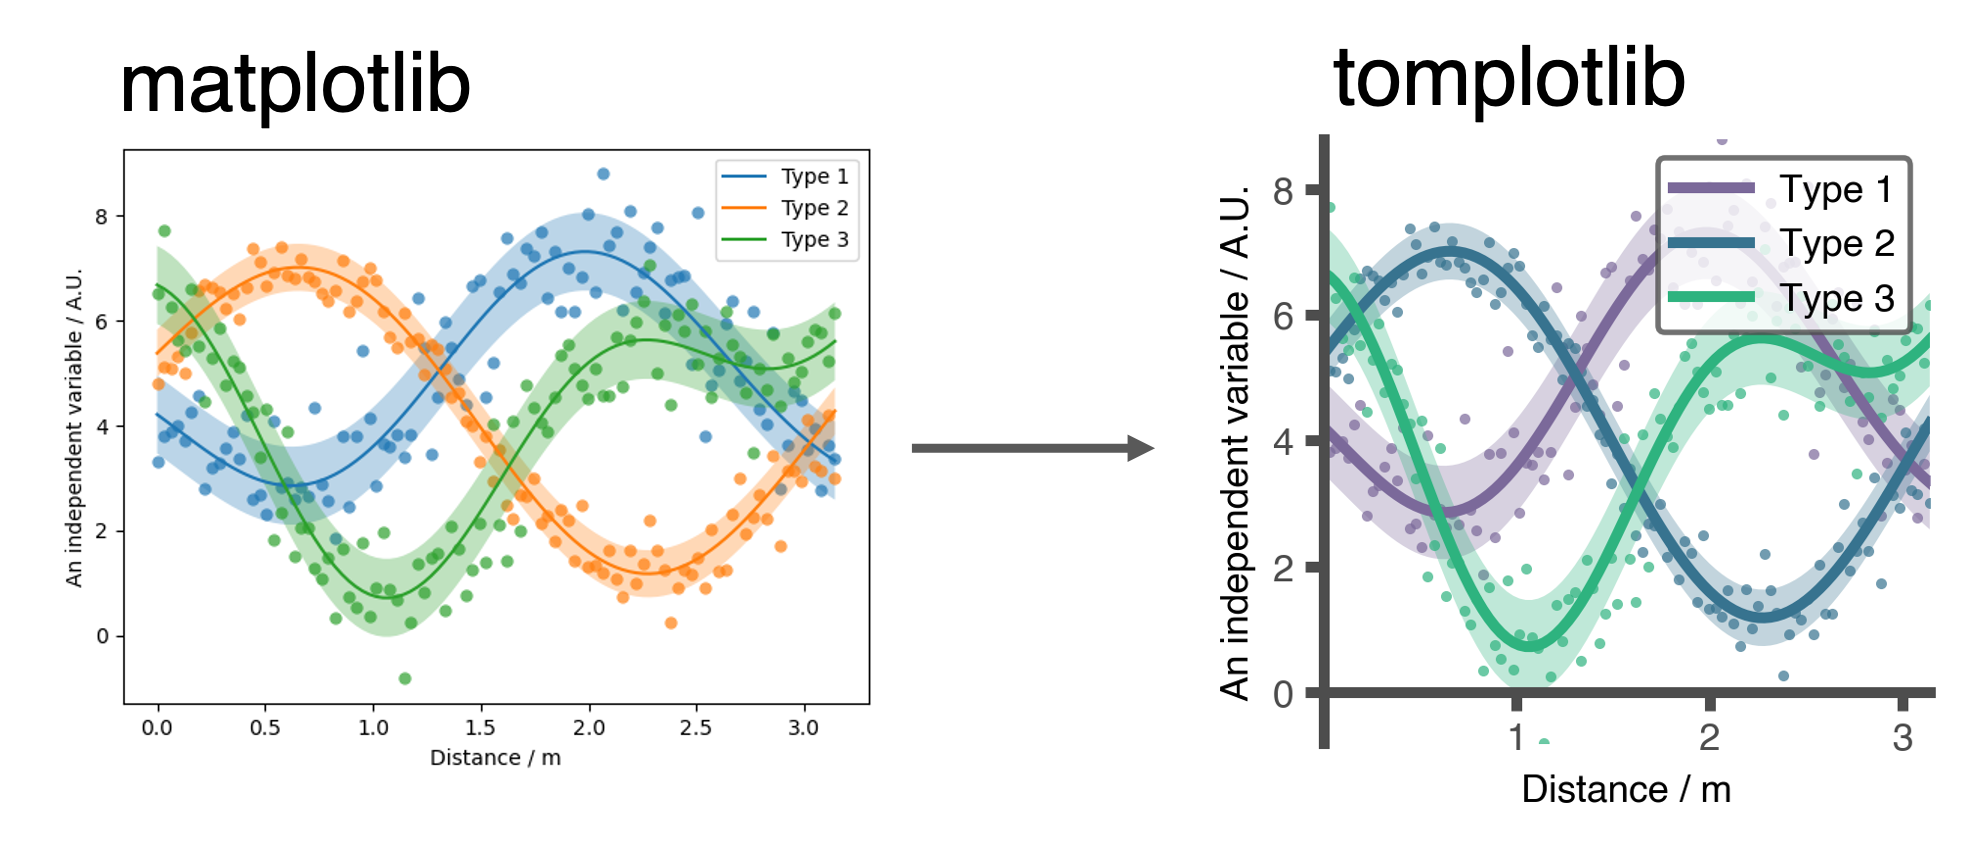 matplotlib
Type 1
Type 2
Type 3
8
6
4
2
0
An independent variable / A.U.
0.0 0.5 1.0 1.5 2.0 2.5 3.0
Distance / m
tomplotlib
Type 1
Type 2
Type 3
8
6
4
2
0
An independent variable / A.U.
1 2 3
Distance / m